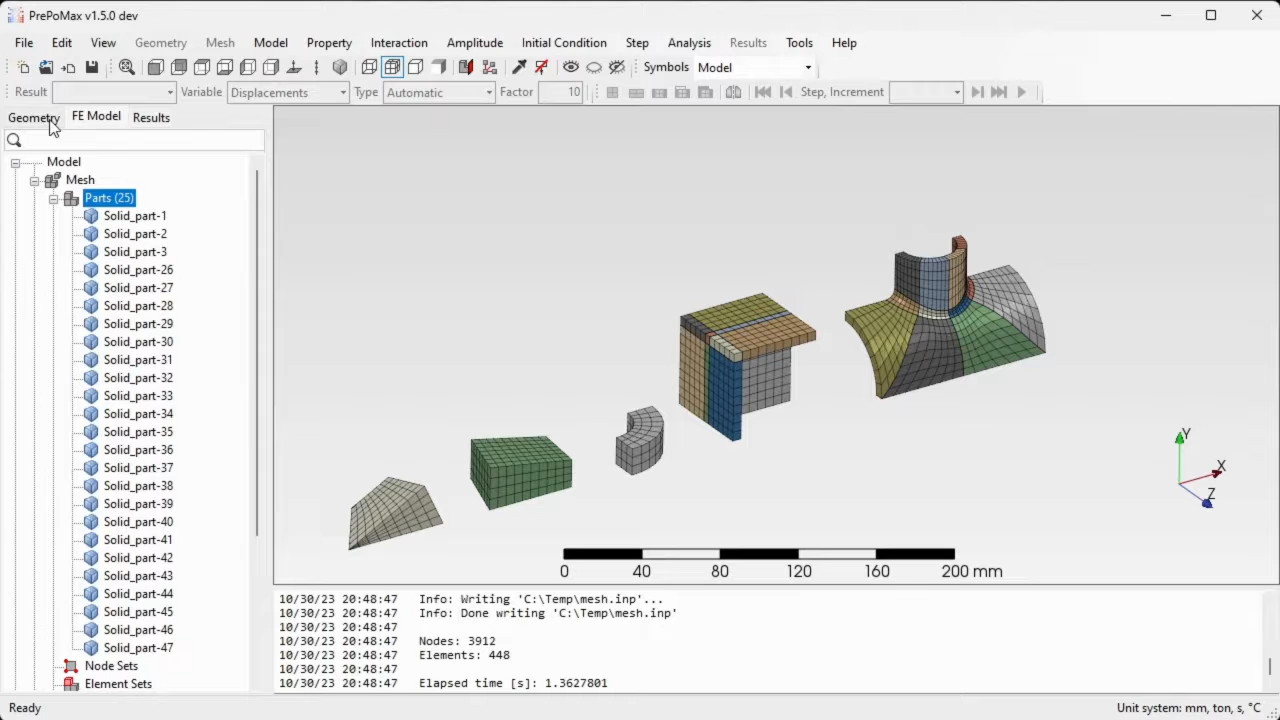 PrePoMax v1.5.0 dev
File Edit View Geometry Mesh Model Property Interaction Amplitude Initial Condition Step Analysis Results Tools Help
Symbols Model
Result Variable Displacements Type Automatic Factor 10 Step, Increment
Geometry FE Model Results
Model
Mesh
Parts (25)
Solid_part-1
Solid_part-2
Solid_part-3
Solid_part-26
Solid_part-27
Solid_part-28
Solid_part-29
Solid_part-30
Solid_part-31
Solid_part-32
Solid_part-33
Solid_part-34
Solid_part-35
Solid_part-36
Solid_part-37
Solid_part-38
Solid_part-39
Solid_part-40
Solid_part-41
Solid_part-42
Solid_part-43
Solid_part-44
Solid_part-45
Solid_part-46
Solid_part-47
Node Sets
Element Sets
Y
X
Z
0 40 80 120 160 200 mm
10/30/23 20:48:47 Info: Writing 'C:\Temp\mesh.inp'...
10/30/23 20:48:47 Info: Done writing 'C:\Temp\mesh.inp'
10/30/23 20:48:47
10/30/23 20:48:47 Nodes: 3912
10/30/23 20:48:47 Elements: 448
10/30/23 20:48:47
10/30/23 20:48:47 Elapsed time [s]: 1.3627801
Ready
Unit system: mm, ton, s, °C